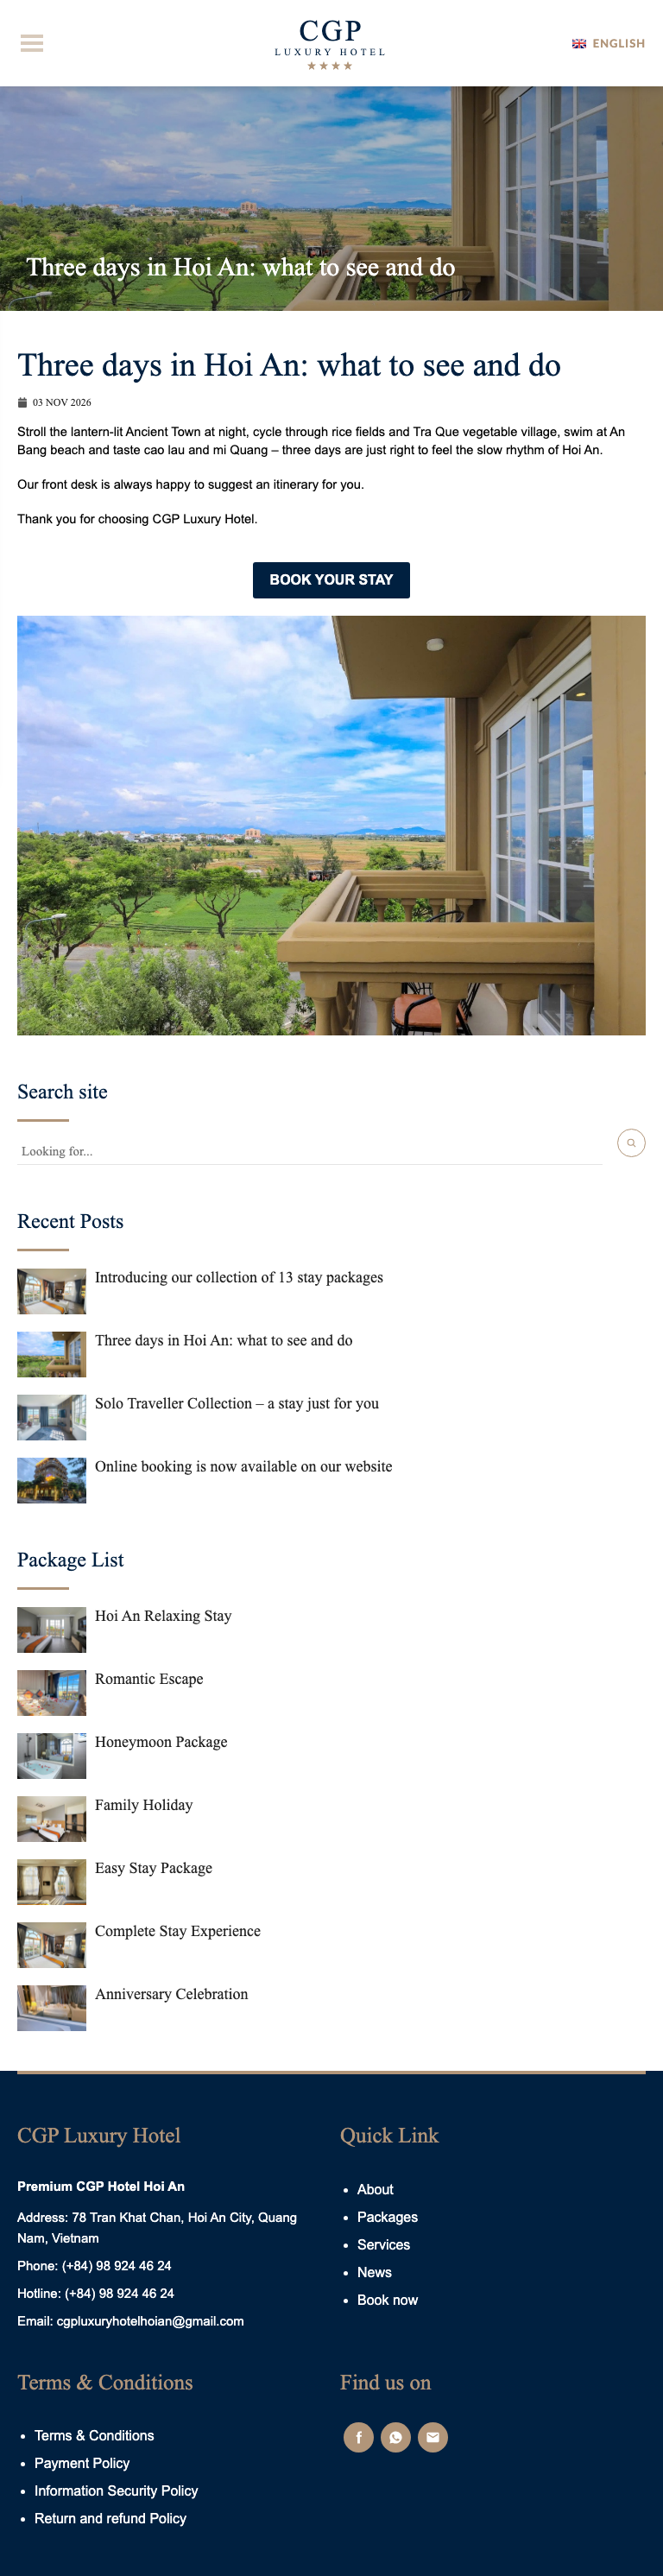 CGP
LUXURY HOTEL
ENGLISH
Three days in Hoi An: what to see and do
Three days in Hoi An: what to see and do
03 NOV 2026
Stroll the lantern-lit Ancient Town at night, cycle through rice fields and Tra Que vegetable village, swim at An
Bang beach and taste cao lau and mi Quang – three days are just right to feel the slow rhythm of Hoi An.
Our front desk is always happy to suggest an itinerary for you.
Thank you for choosing CGP Luxury Hotel.
BOOK YOUR STAY
Search site
Looking for...
Recent Posts
Introducing our collection of 13 stay packages
Three days in Hoi An: what to see and do
Solo Traveller Collection – a stay just for you
Online booking is now available on our website
Package List
Hoi An Relaxing Stay
Romantic Escape
Honeymoon Package
Family Holiday
Easy Stay Package
Complete Stay Experience
Anniversary Celebration
CGP Luxury Hotel
Premium CGP Hotel Hoi An
Address: 78 Tran Khat Chan, Hoi An City, Quang
Nam, Vietnam
Phone: (+84) 98 924 46 24
Hotline: (+84) 98 924 46 24
Email: cgpluxuryhotelhoian@gmail.com
Quick Link
About
Packages
Services
News
Book now
Terms & Conditions
Terms & Conditions
Payment Policy
Information Security Policy
Return and refund Policy
Find us on